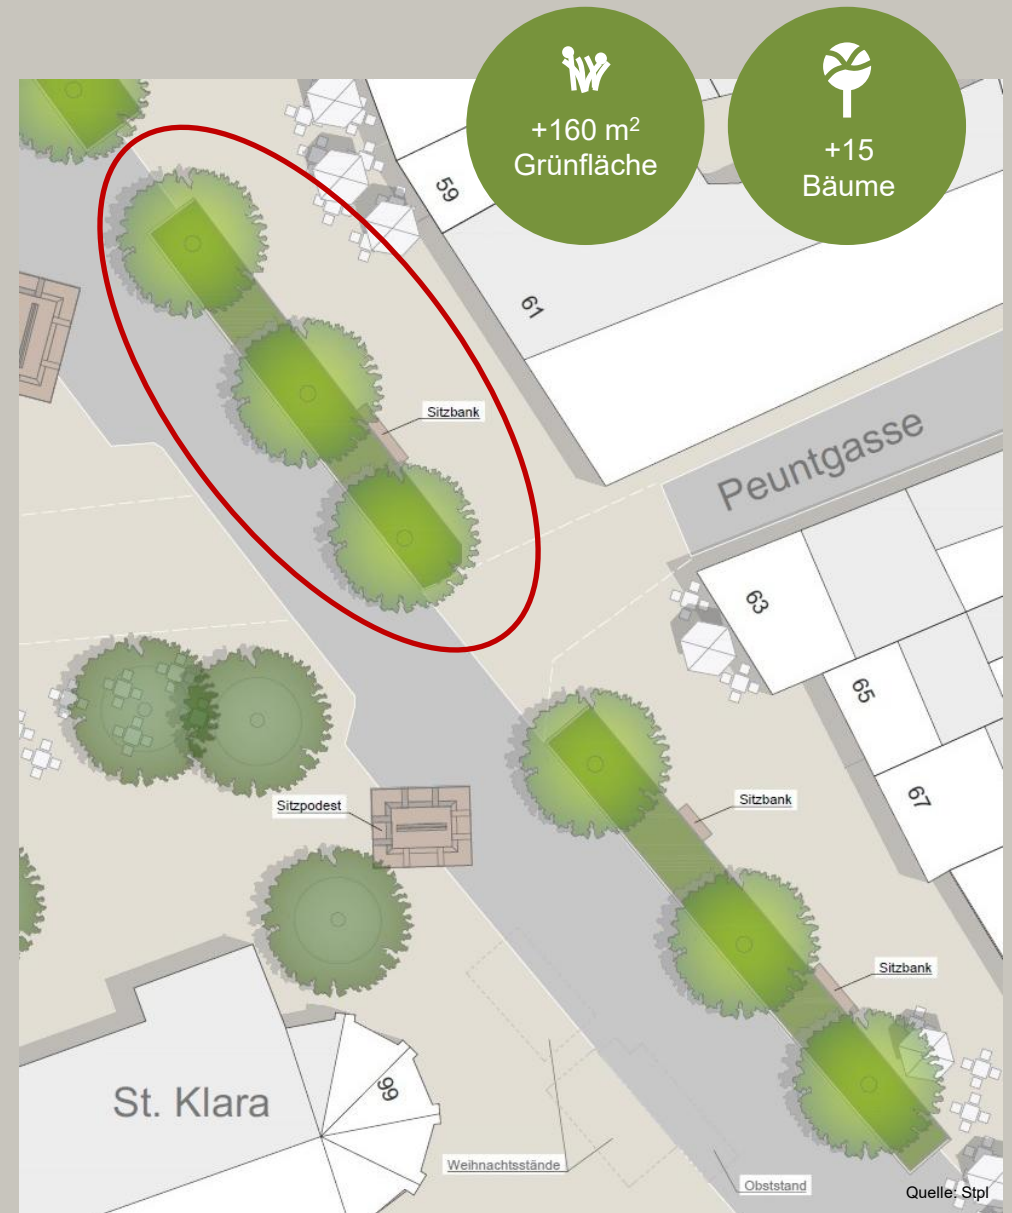 +160 m²
Grünfläche
+15
Bäume
59
61
Sitzbank
Peuntgasse
63
65
67
Sitzpodest
Sitzbank
Sitzbank
St. Klara
66
Weihnachtsstände
Obststand
Quelle: Stpl